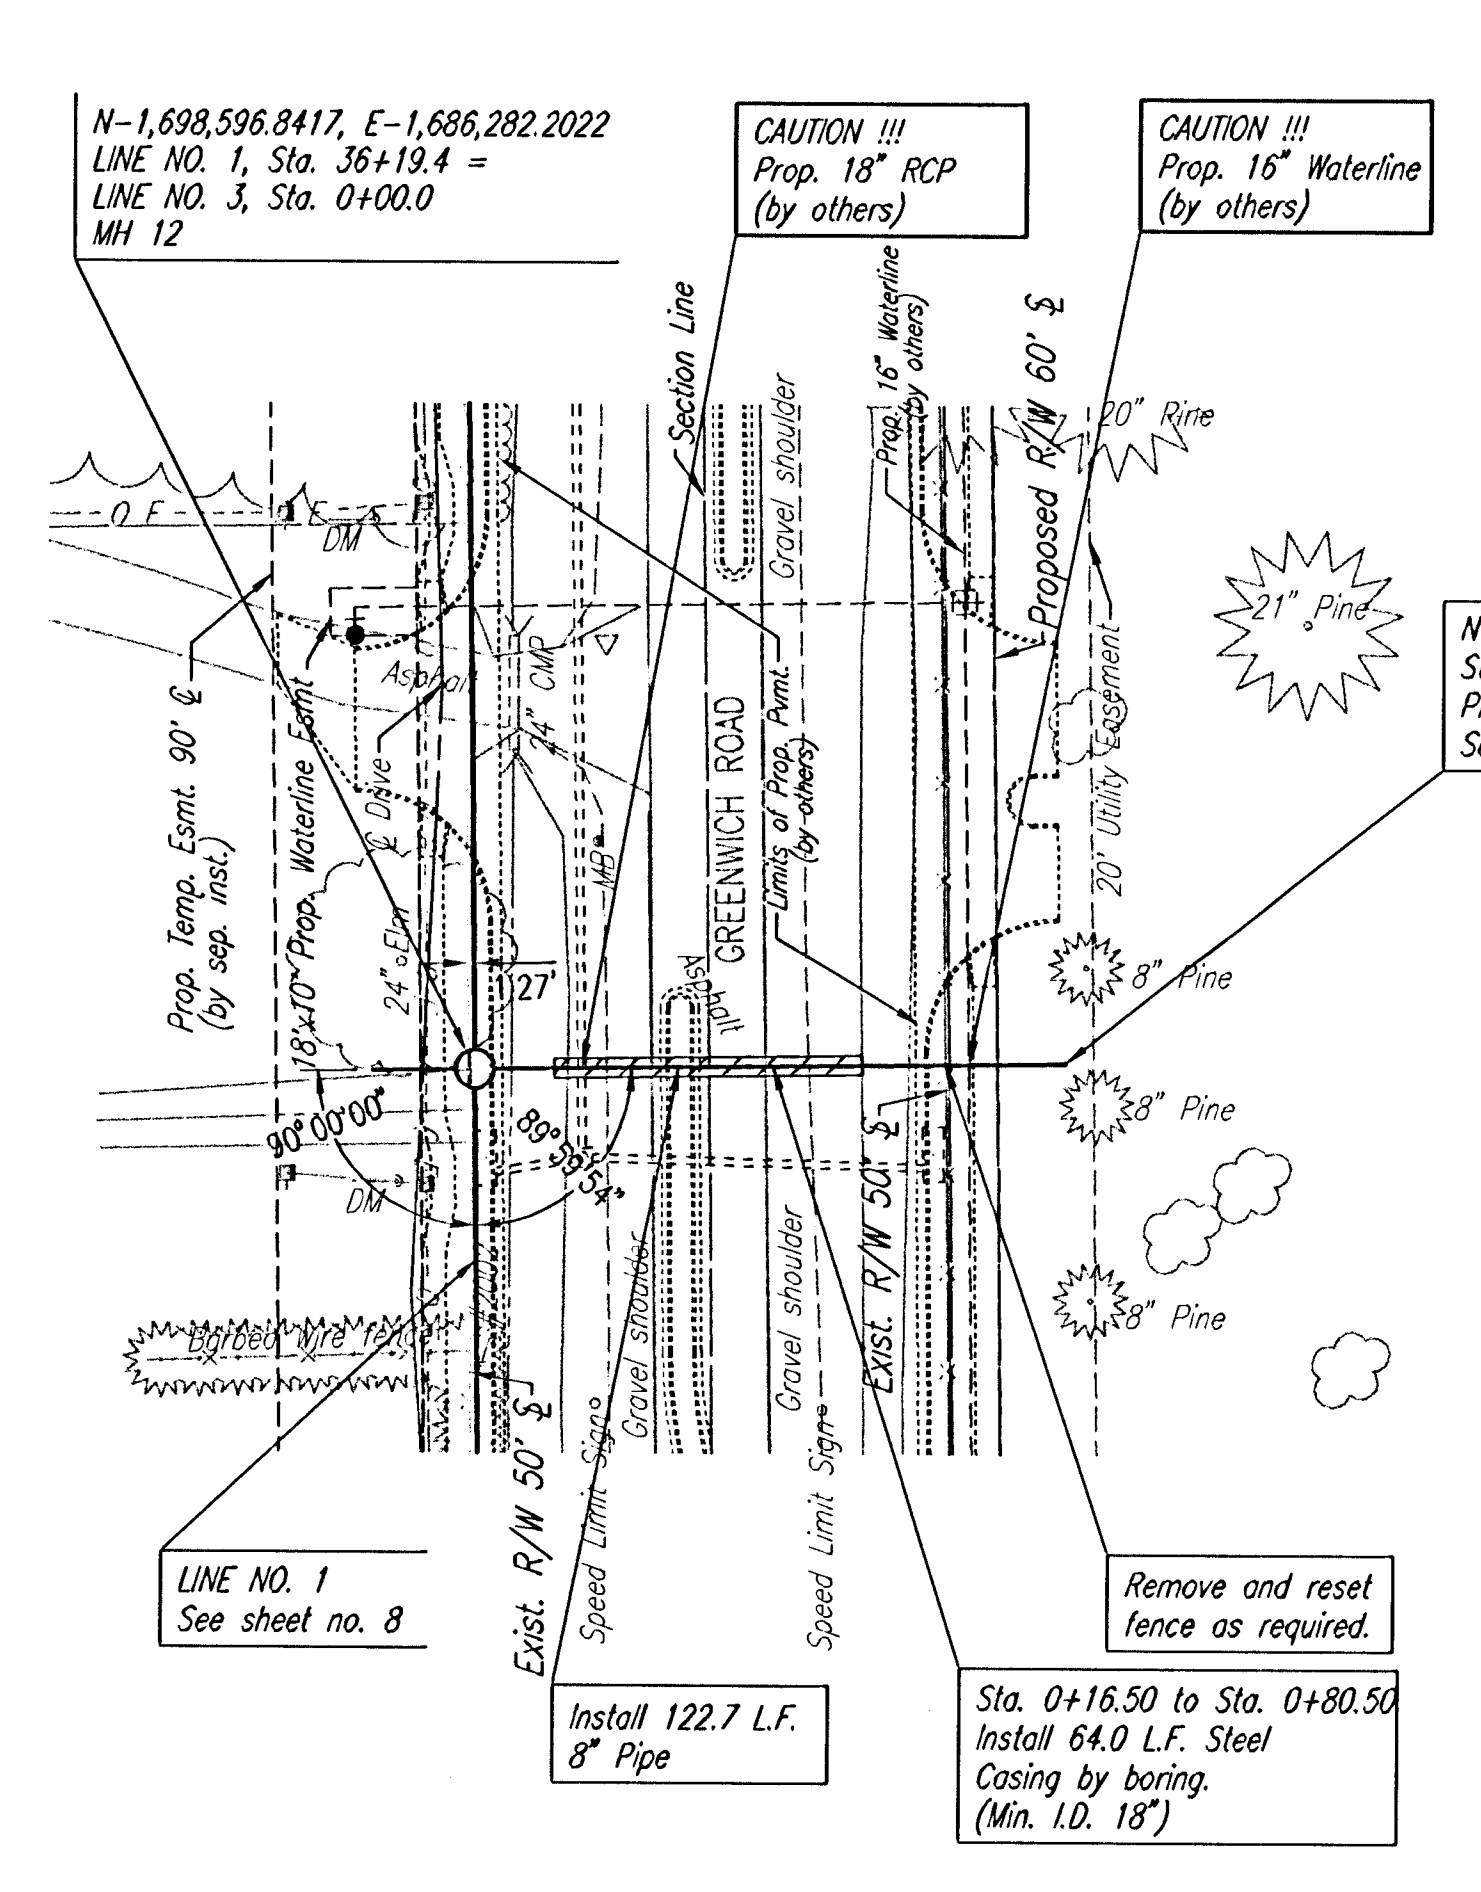 N-1,698,596.8417, E-1,686,282.2022
LINE NO. 1, Sta. 36+19.4 =
LINE NO. 3, Sta. 0+00.0
MH 12
CAUTION !!!
Prop. 18" RCP
(by others)
CAUTION !!!
Prop. 16" Waterline
(by others)
Section Line
Prop. 16" Waterline
(by others)
Proposed R/W 60' ℄
Gravel shoulder
20" Pine
21" Pine
O E
E
DM
Asphalt
24" CMP
Prop. Temp. Esmt. 90' ℄
(by sep. inst.)
18'x10' Prop. Waterline Esmt
℄ Drive
24" Elm
MB
GREENWICH ROAD
Limits of Prop. Pvmt.
(by others)
20' Utility Easement
Asphalt
27'
8" Pine
8" Pine
8" Pine
90°00'00"
89°59'54"
DM
Barbed wire fence
Exist. R/W 50' ℄
Speed Limit Sign
Gravel shoulder
Gravel shoulder
Speed Limit Sign
Exist. R/W 50' ℄
LINE NO. 1
See sheet no. 8
Install 122.7 L.F.
8" Pipe
Remove and reset
fence as required.
Sta. 0+16.50 to Sta. 0+80.50
Install 64.0 L.F. Steel
Casing by boring.
(Min. I.D. 18")